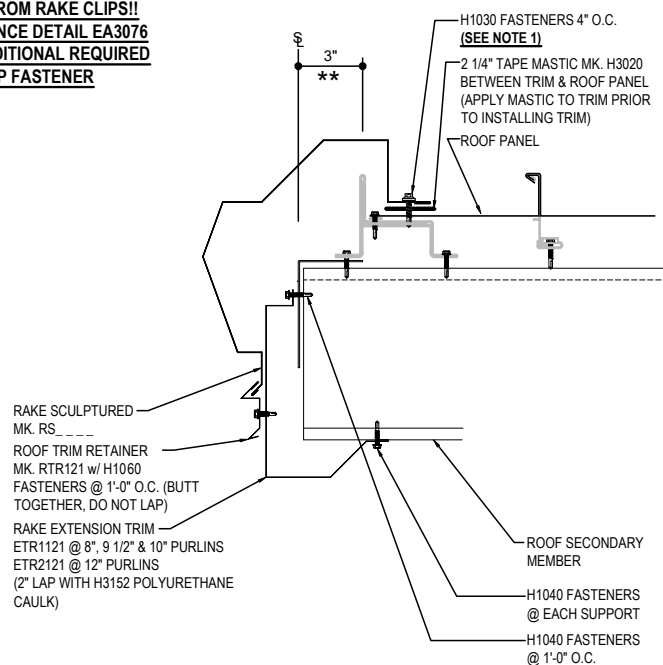 ROM RAKE CLIPS!!
NCE DETAIL EA3076
DITIONAL REQUIRED
P FASTENER
3"
**
H1030 FASTENERS 4" O.C.
(SEE NOTE 1)
2 1/4" TAPE MASTIC MK. H3020
BETWEEN TRIM & ROOF PANEL
(APPLY MASTIC TO TRIM PRIOR
TO INSTALLING TRIM)
ROOF PANEL
RAKE SCULPTURED
MK. RS_ _ _ _
ROOF TRIM RETAINER
MK. RTR121 w/ H1060
FASTENERS @ 1'-0" O.C. (BUTT
TOGETHER, DO NOT LAP)
RAKE EXTENSION TRIM
ETR1121 @ 8", 9 1/2" & 10" PURLINS
ETR2121 @ 12" PURLINS
(2" LAP WITH H3152 POLYURETHANE
CAULK)
ROOF SECONDARY
MEMBER
H1040 FASTENERS
@ EACH SUPPORT
H1040 FASTENERS
@ 1'-0" O.C.